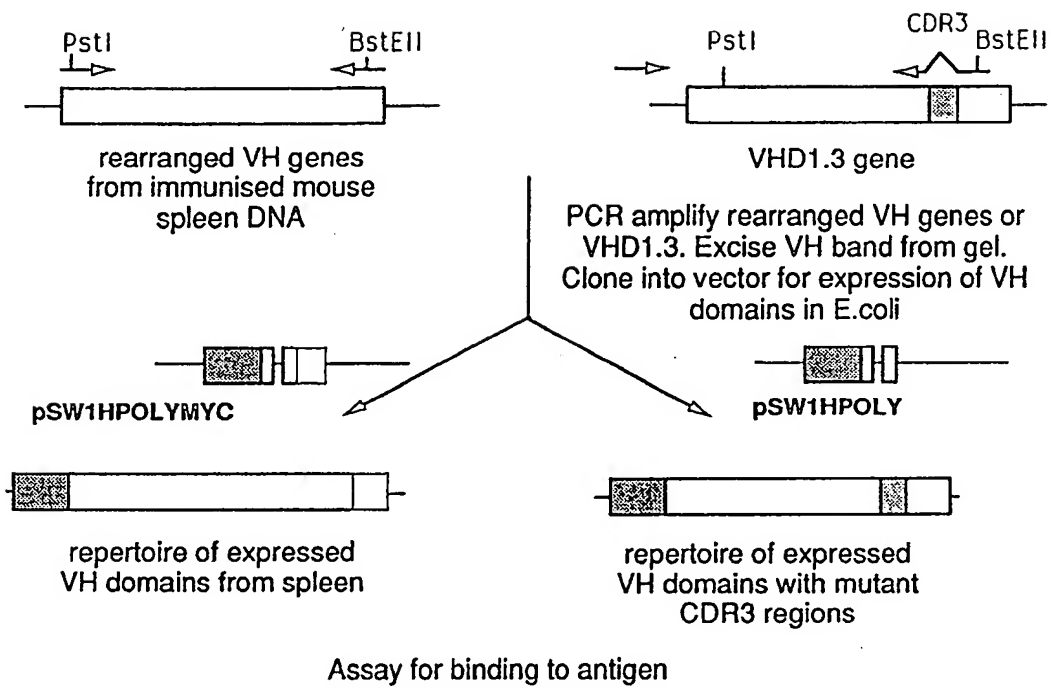 PstI
BstEII
rearranged VH genes
from immunised mouse
spleen DNA
PstI
CDR3
BstEII
VHD1.3 gene
PCR amplify rearranged VH genes or
VHD1.3. Excise VH band from gel.
Clone into vector for expression of VH
domains in E.coli
pSW1HPOLYMYC
pSW1HPOLY
repertoire of expressed
VH domains from spleen
repertoire of expressed
VH domains with mutant
CDR3 regions
Assay for binding to antigen